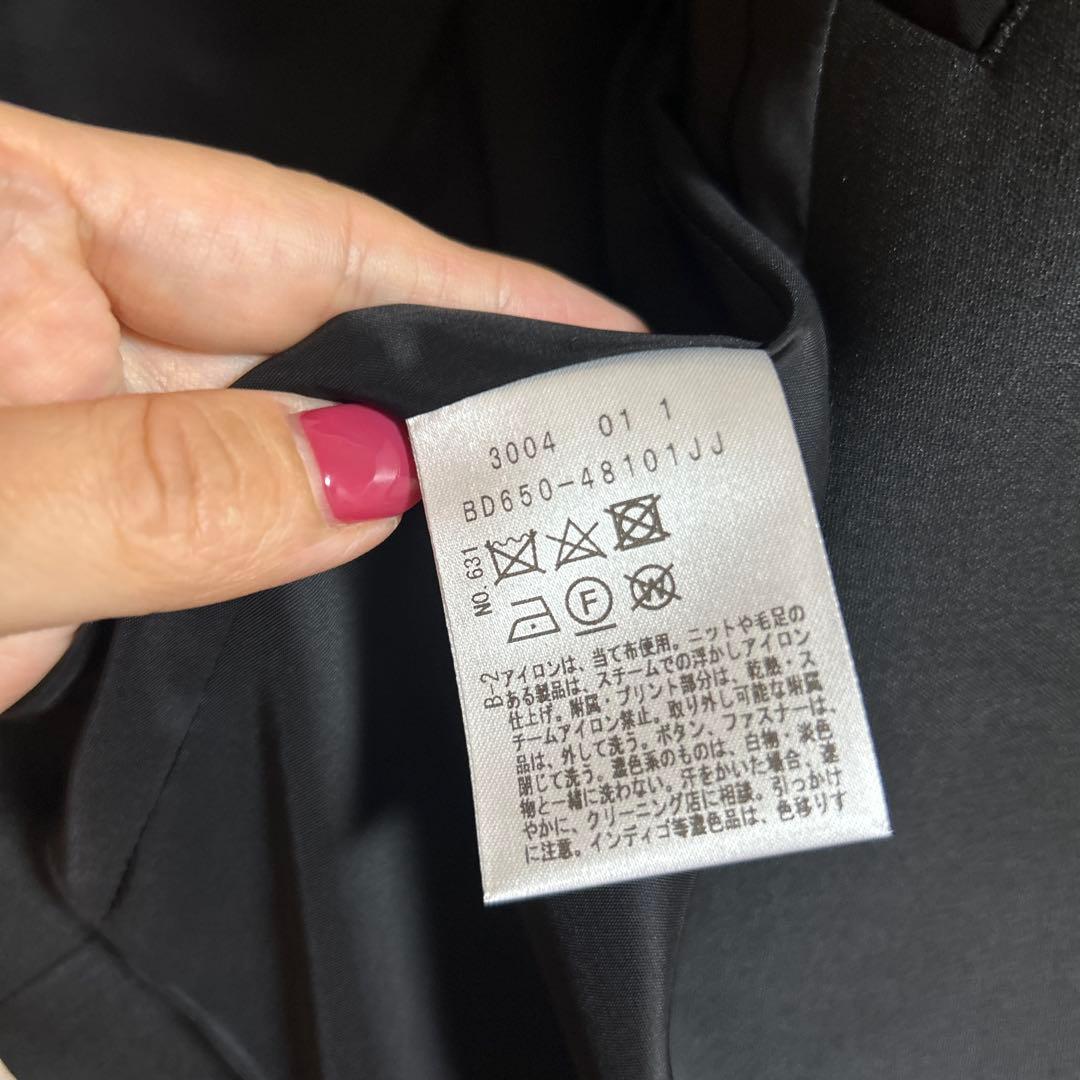 3004 01 1
BD650-48101JJ
NO.631
F
W
B-2
アイロンは、当て布使用。ニットや毛足の
ある製品は、スチームでの浮かしアイロン
仕上げ。附属・プリント部分は、乾熱・ス
チームアイロン禁止。取り外し可能な附属
品は、外して洗う。ボタン、ファスナーは、
閉じて洗う。濃色系のものは、白物・淡色
物と一緒に洗わない。汗をかいた場合、速
やかに、クリーニング店に相談。引っかけ
に注意。インディゴ等濃色品は、色移りす